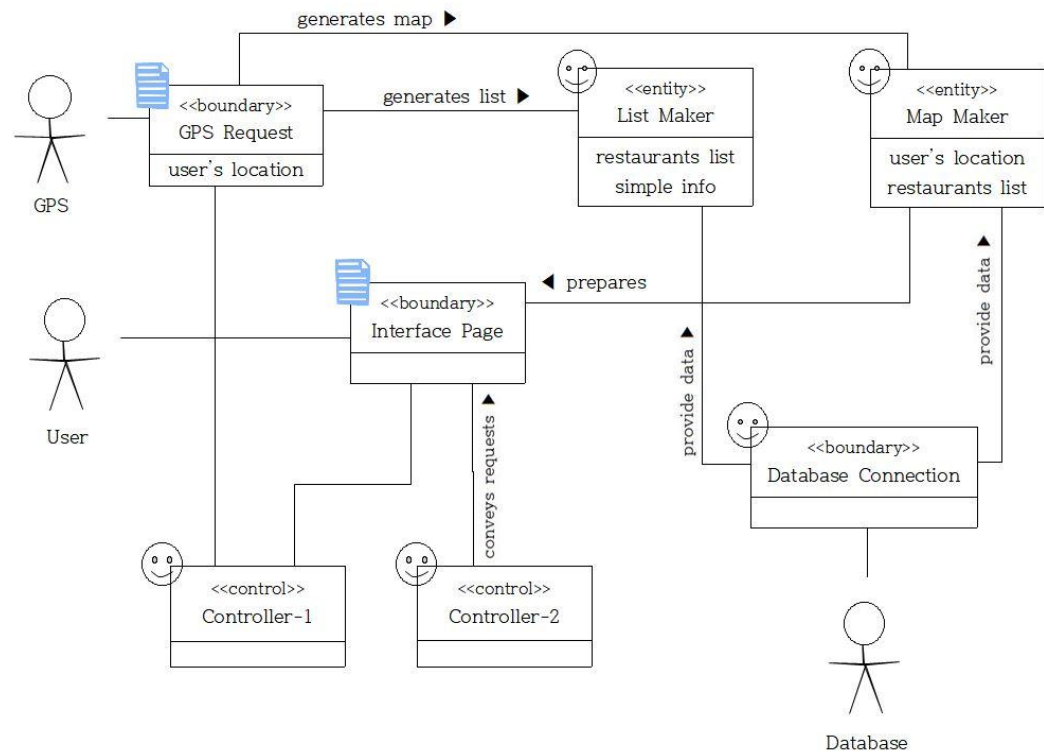 generates map ▶
<<boundary>>
GPS Request
user's location
generates list ▶
<<entity>>
List Maker
restaurants list
simple info
<<entity>>
Map Maker
user's location
restaurants list
GPS
◀ prepares
<<boundary>>
Interface Page
User
provide data ▶
provide data ▶
conveys requests ▶
<<boundary>>
Database Connection
<<control>>
Controller-1
<<control>>
Controller-2
Database